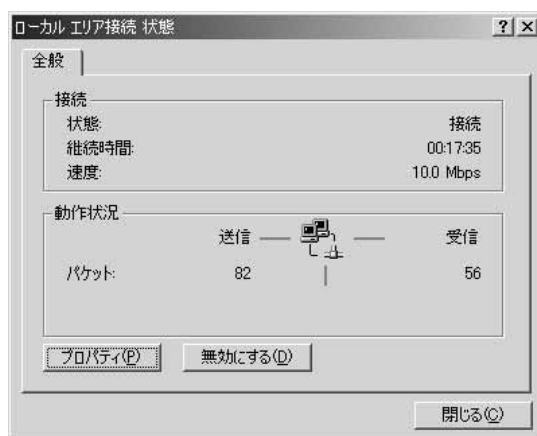 ローカル エリア接続 状態
全般
接続
状態: 接続
継続時間: 00:17:35
速度: 10.0 Mbps
動作状況
送信 受信
パケット: 82 56
プロパティ(P) 無効にする(D)
閉じる(C)